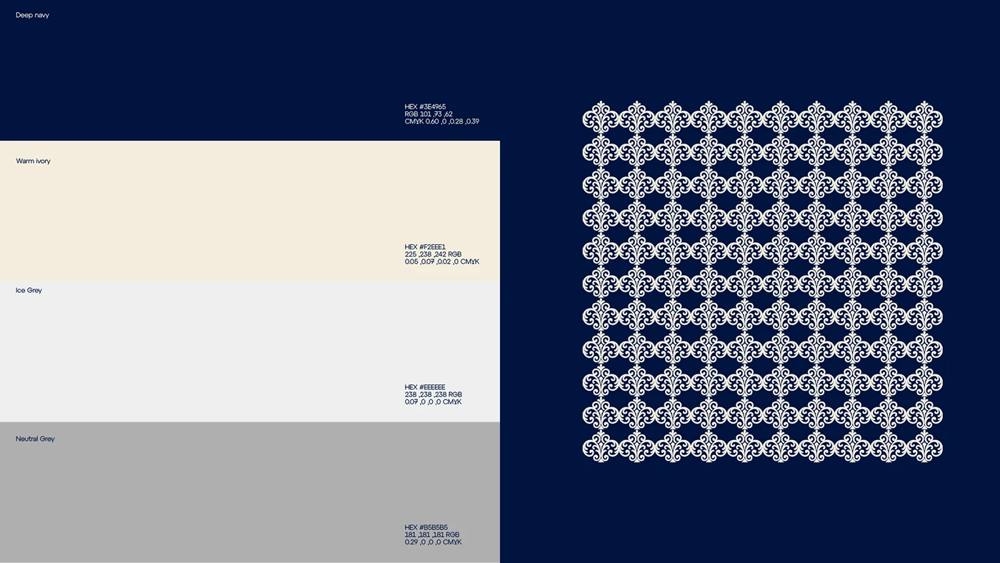 Deep navy
HEX #3E4965
RGB 101 ,73 ,62
CMYK 0.60 ,0 ,0.28 ,0.39
Warm ivory
HEX #F2EEE1
225 ,238 ,242 RGB
0.05 ,0.07 ,0.02 ,0 CMYK
Ice Grey
HEX #EEEEEE
238 ,238 ,238 RGB
0.07 ,0 ,0 ,0 CMYK
Neutral Grey
HEX #B5B5B5
181 ,181 ,181 RGB
0.29 ,0 ,0 ,0 CMYK